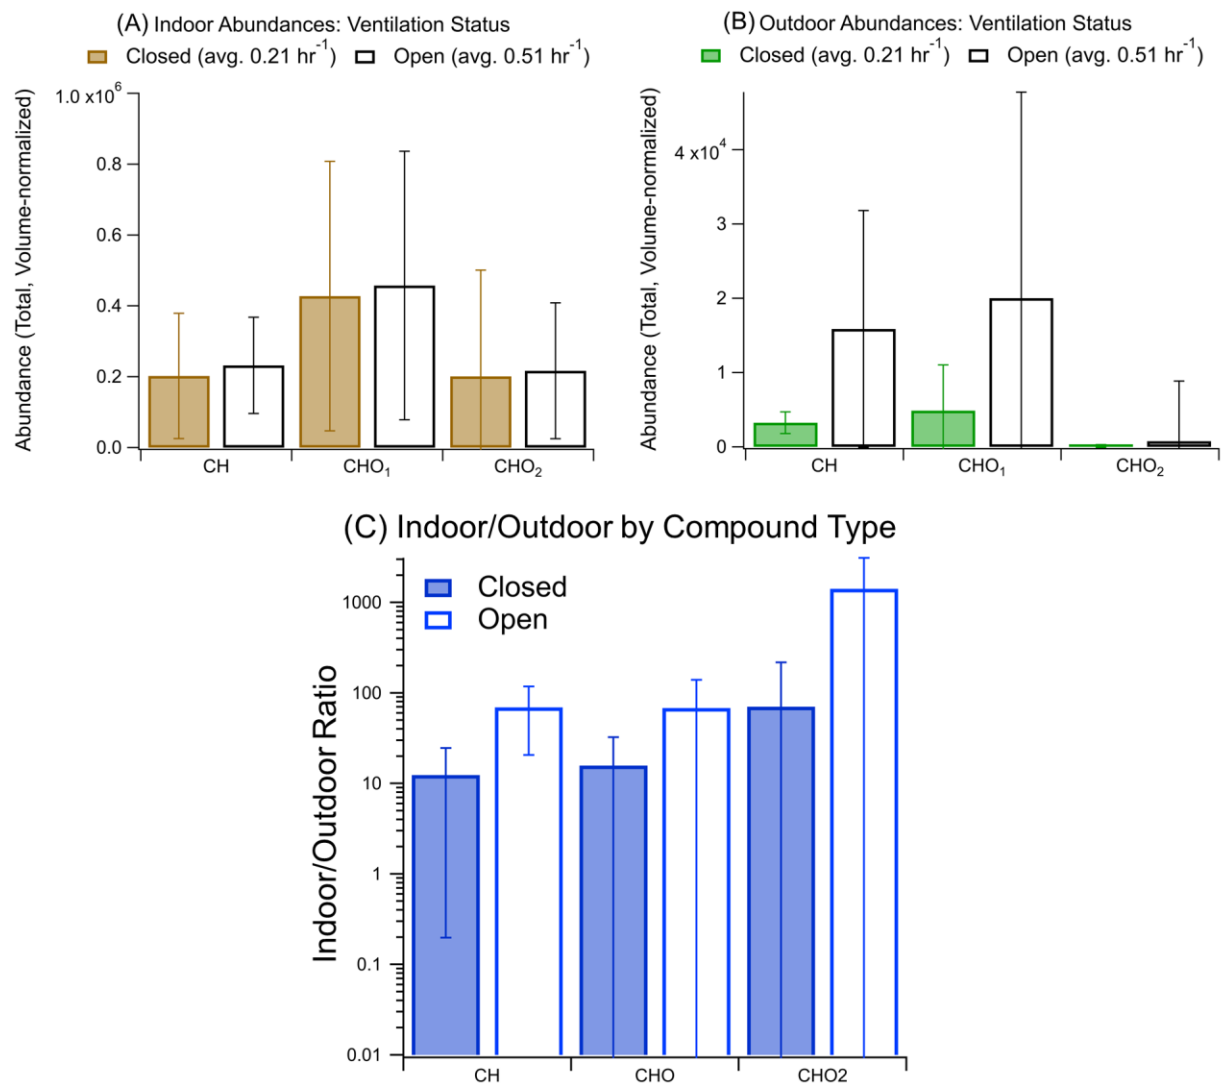 (A) Indoor Abundances: Ventilation Status
Closed (avg. 0.21 hr⁻¹) Open (avg. 0.51 hr⁻¹)
Abundance (Total, Volume-normalized)
1.0 x10⁶
0.8
0.6
0.4
0.2
0.0
CH CHO₁ CHO₂
(B) Outdoor Abundances: Ventilation Status
Closed (avg. 0.21 hr⁻¹) Open (avg. 0.51 hr⁻¹)
Abundance (Total, Volume-normalized)
4 x10⁴
3
2
1
0
CH CHO₁ CHO₂
(C) Indoor/Outdoor by Compound Type
Closed
Open
Indoor/Outdoor Ratio
1000
100
10
1
0.1
0.01
CH CHO CHO2